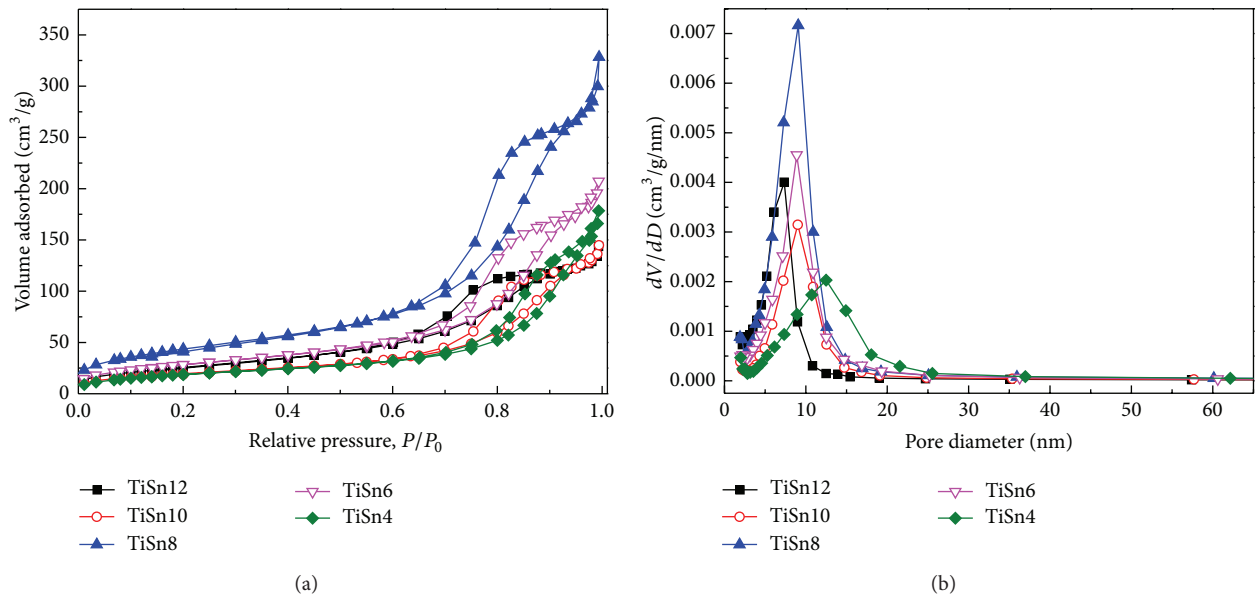 350
300
250
200
150
100
50
0
Volume adsorbed (cm³/g)
0.0 0.2 0.4 0.6 0.8 1.0
Relative pressure, P/P₀
TiSn12
TiSn10
TiSn8
TiSn6
TiSn4
(a)
0.007
0.006
0.005
0.004
0.003
0.002
0.001
0.000
dV/dD (cm³/g/nm)
0 10 20 30 40 50 60
Pore diameter (nm)
TiSn12
TiSn10
TiSn8
TiSn6
TiSn4
(b)